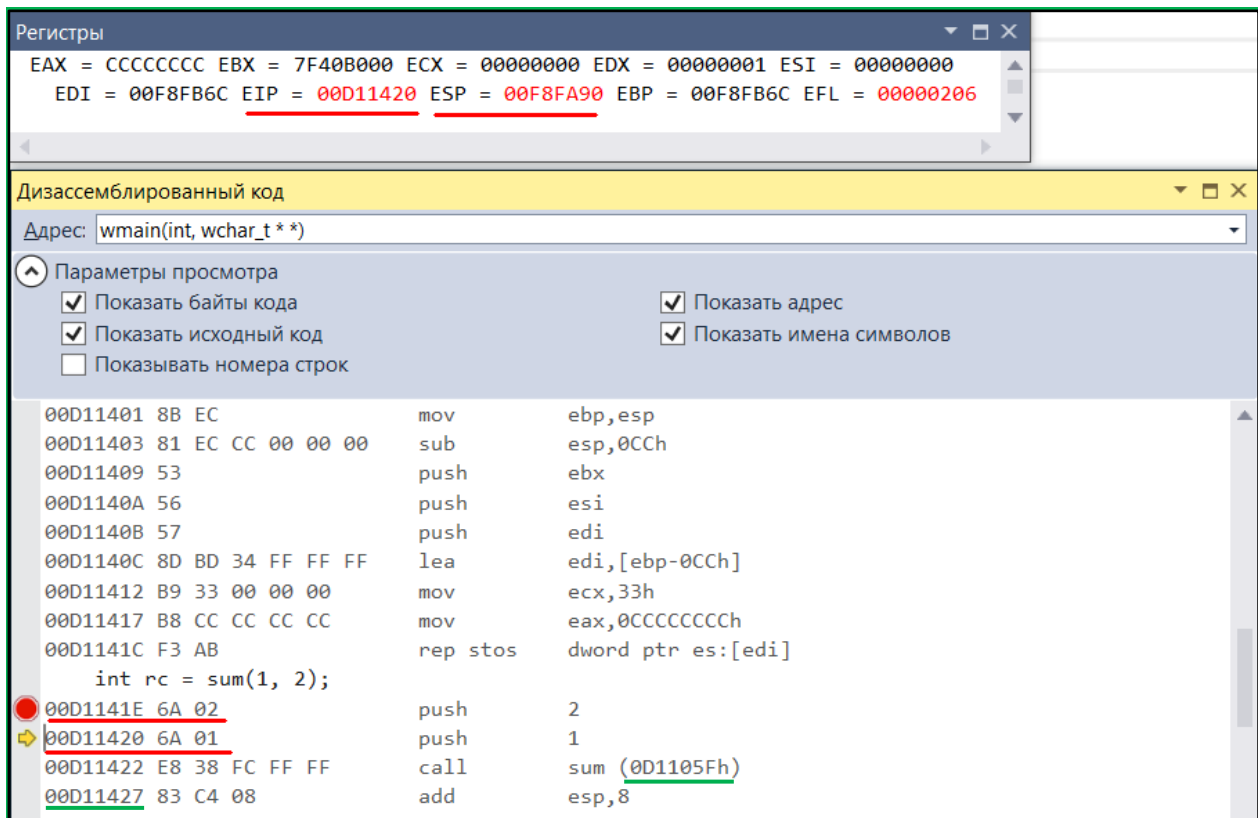 Регистры
EAX = CCCCCCCC EBX = 7F40B000 ECX = 00000000 EDX = 00000001 ESI = 00000000
EDI = 00F8FB6C EIP = 00D11420 ESP = 00F8FA90 EBP = 00F8FB6C EFL = 00000206
Дизассемблированный код
Адрес: wmain(int, wchar_t * *)
Параметры просмотра
Показать байты кода Показать адрес
Показать исходный код Показать имена символов
Показывать номера строк
00D11401 8B EC mov ebp,esp
00D11403 81 EC CC 00 00 00 sub esp,0CCh
00D11409 53 push ebx
00D1140A 56 push esi
00D1140B 57 push edi
00D1140C 8D BD 34 FF FF FF lea edi,[ebp-0CCh]
00D11412 B9 33 00 00 00 mov ecx,33h
00D11417 B8 CC CC CC CC mov eax,0CCCCCCCCh
00D1141C F3 AB rep stos dword ptr es:[edi]
int rc = sum(1, 2);
00D1141E 6A 02 push 2
00D11420 6A 01 push 1
00D11422 E8 38 FC FF FF call sum (0D1105Fh)
00D11427 83 C4 08 add esp,8